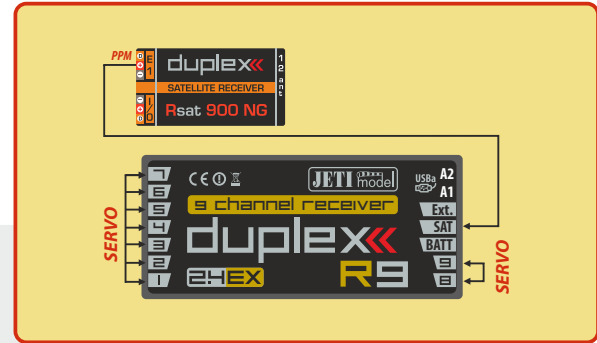 PPM
E1
duplex
1 2 ant
SATELLITE RECEIVER
I/O
Rsat 900 NG
7
6
5
4
3
2
1
SERVO
CE
JETI model
9 channel receiver
duplex
2.4EX
R9
USBa
A2
A1
Ext.
SAT
BATT
9
8
SERVO